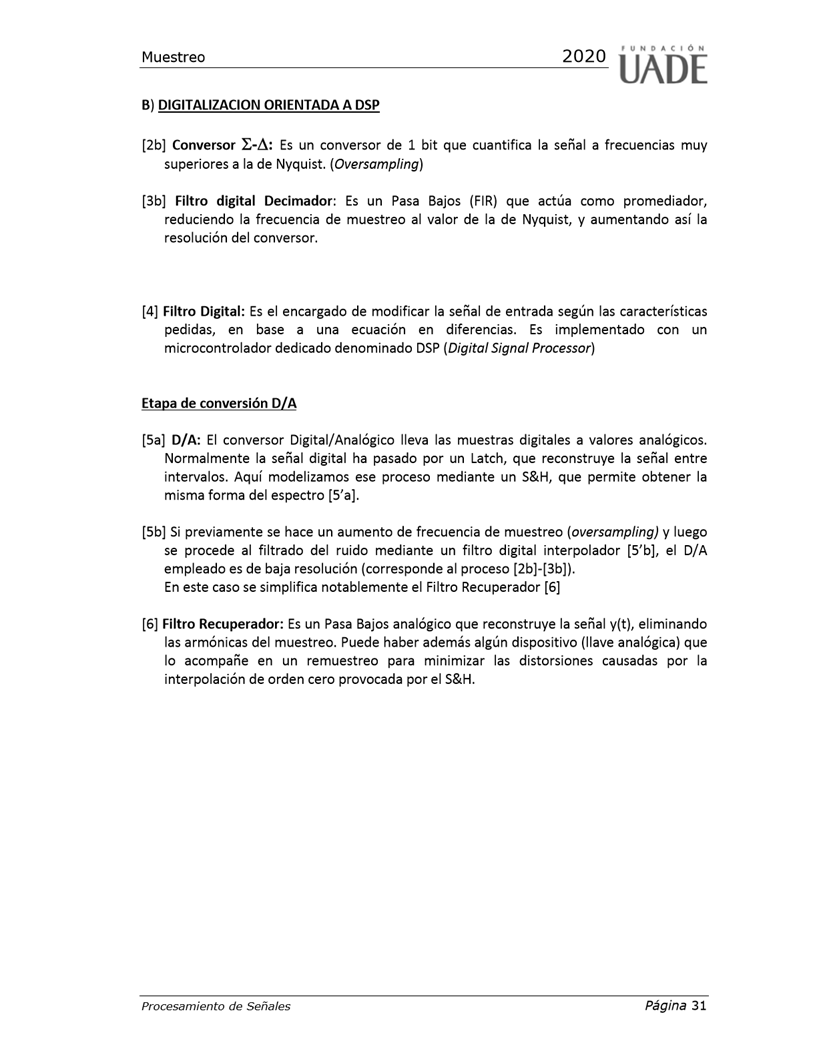 Muestreo 2020 FUNDACIÓN
UADE
B) DIGITALIZACION ORIENTADA A DSP
[2b] Conversor Σ-Δ: Es un conversor de 1 bit que cuantifica la señal a frecuencias muy
superiores a la de Nyquist. (Oversampling)
[3b] Filtro digital Decimador: Es un Pasa Bajos (FIR) que actúa como promediador,
reduciendo la frecuencia de muestreo al valor de la de Nyquist, y aumentando así la
resolución del conversor.
[4] Filtro Digital: Es el encargado de modificar la señal de entrada según las características
pedidas, en base a una ecuación en diferencias. Es implementado con un
microcontrolador dedicado denominado DSP (Digital Signal Processor)
Etapa de conversión D/A
[5a] D/A: El conversor Digital/Analógico lleva las muestras digitales a valores analógicos.
Normalmente la señal digital ha pasado por un Latch, que reconstruye la señal entre
intervalos. Aquí modelizamos ese proceso mediante un S&H, que permite obtener la
misma forma del espectro [5’a].
[5b] Si previamente se hace un aumento de frecuencia de muestreo (oversampling) y luego
se procede al filtrado del ruido mediante un filtro digital interpolador [5’b], el D/A
empleado es de baja resolución (corresponde al proceso [2b]-[3b]).
En este caso se simplifica notablemente el Filtro Recuperador [6]
[6] Filtro Recuperador: Es un Pasa Bajos analógico que reconstruye la señal y(t), eliminando
las armónicas del muestreo. Puede haber además algún dispositivo (llave analógica) que
lo acompañe en un remuestreo para minimizar las distorsiones causadas por la
interpolación de orden cero provocada por el S&H.
Procesamiento de Señales Página 31